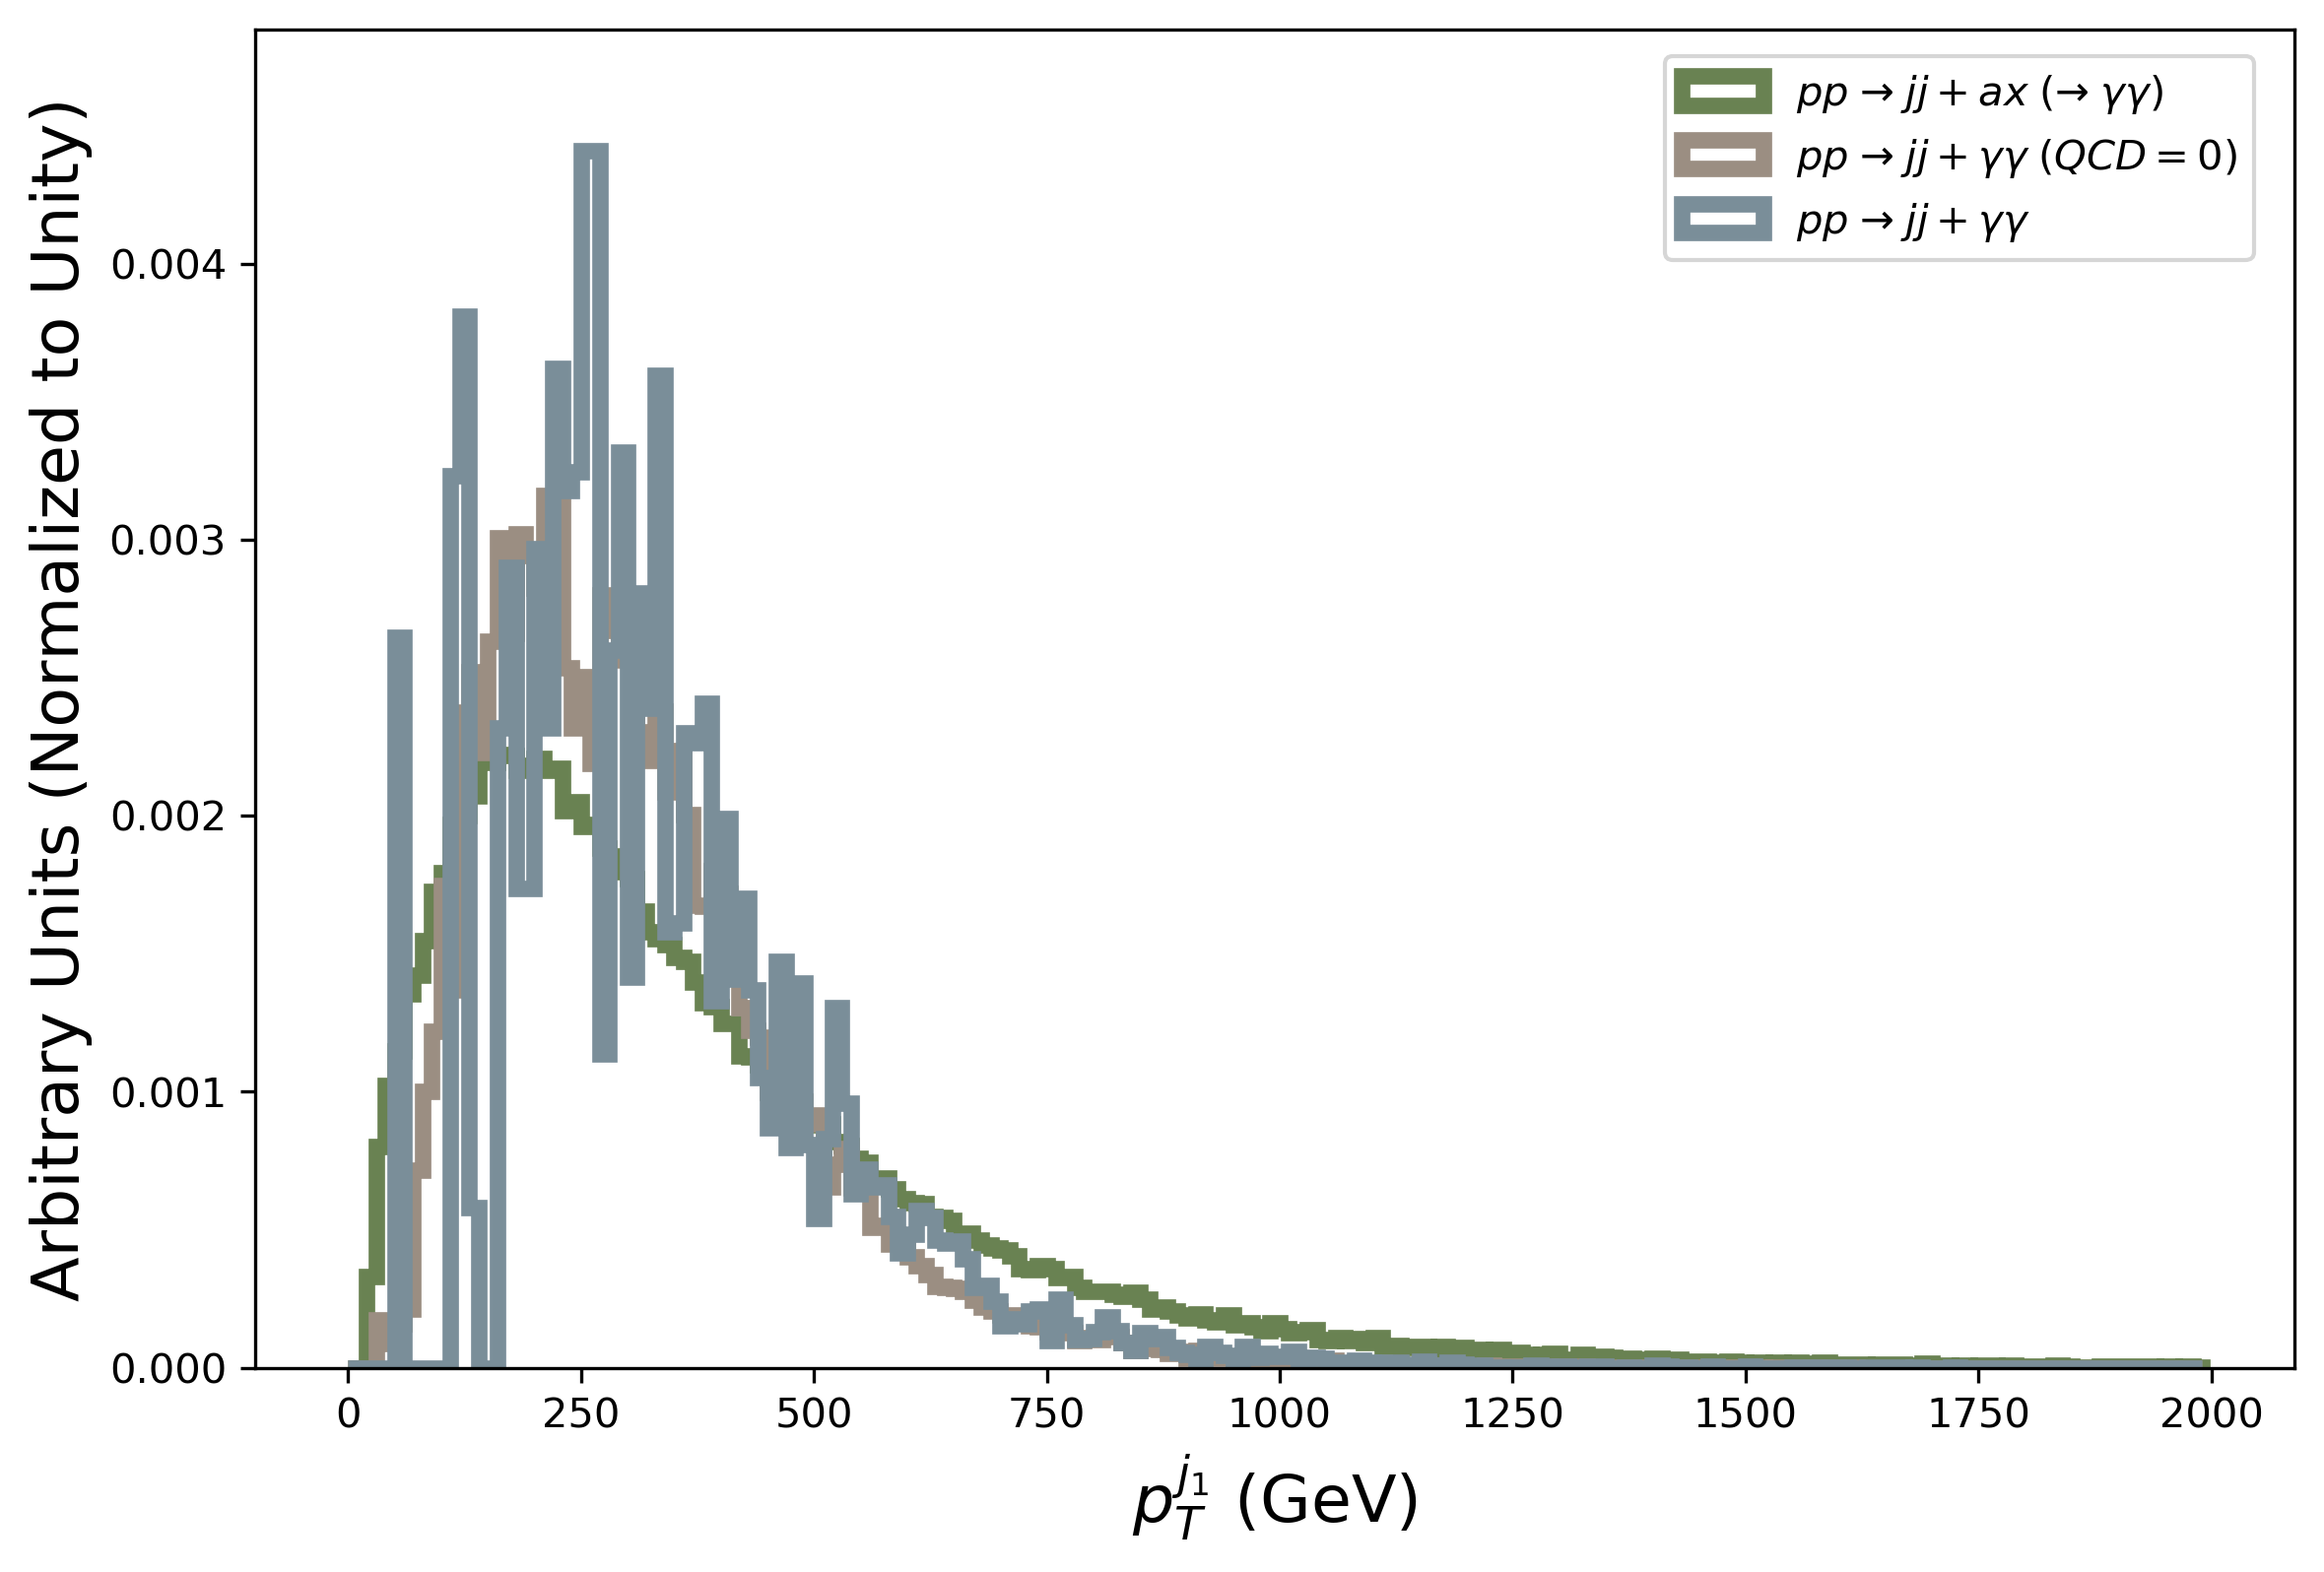 pp → jj + ax (→ γγ)
pp → jj + γγ (QCD = 0)
pp → jj + γγ
Arbitrary Units (Normalized to Unity)
0.004
0.003
0.002
0.001
0.000
0 250 500 750 1000 1250 1500 1750 2000
p_T^{j_1} (GeV)